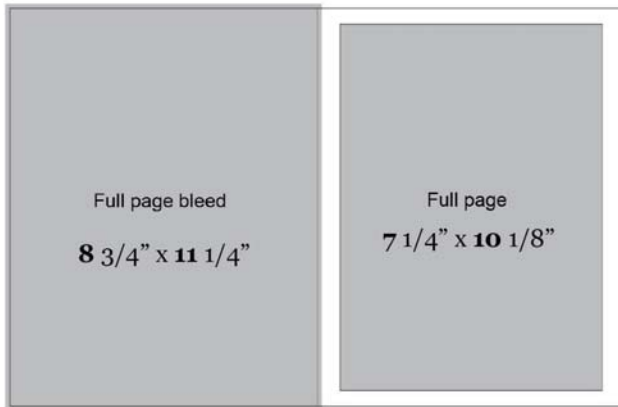 Full page bleed
8 3/4” x 11 1/4”
Full page
7 1/4” x 10 1/8”